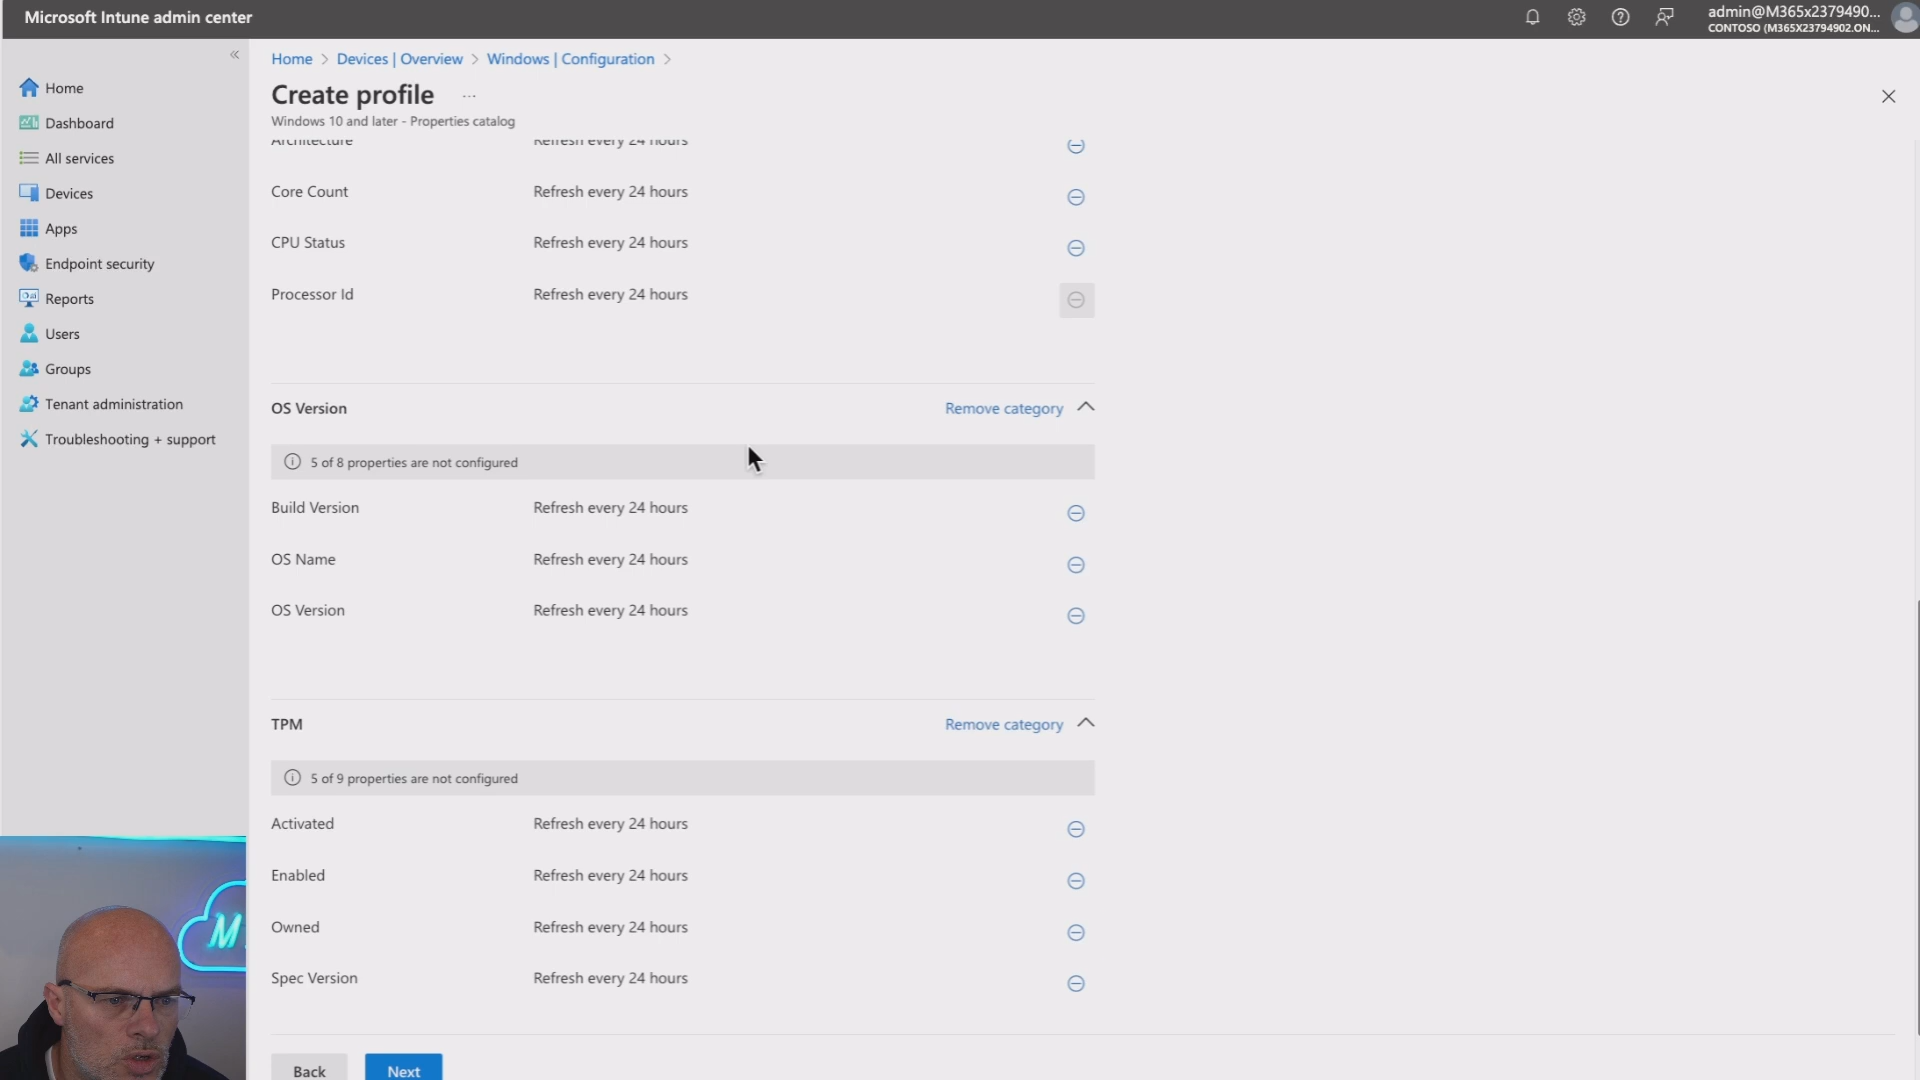 Microsoft Intune admin center
admin@M365x2379490...
CONTOSO (M365X23794902.ON...
Home
Dashboard
All services
Devices
Apps
Endpoint security
Reports
Users
Groups
Tenant administration
Troubleshooting + support
Home > Devices | Overview > Windows | Configuration >
Create profile ...
Windows 10 and later - Properties catalog
Architecture Refresh every 24 hours
Core Count Refresh every 24 hours
CPU Status Refresh every 24 hours
Processor Id Refresh every 24 hours
OS Version Remove category
5 of 8 properties are not configured
Build Version Refresh every 24 hours
OS Name Refresh every 24 hours
OS Version Refresh every 24 hours
TPM Remove category
5 of 9 properties are not configured
Activated Refresh every 24 hours
Enabled Refresh every 24 hours
Owned Refresh every 24 hours
Spec Version Refresh every 24 hours
Back Next
M